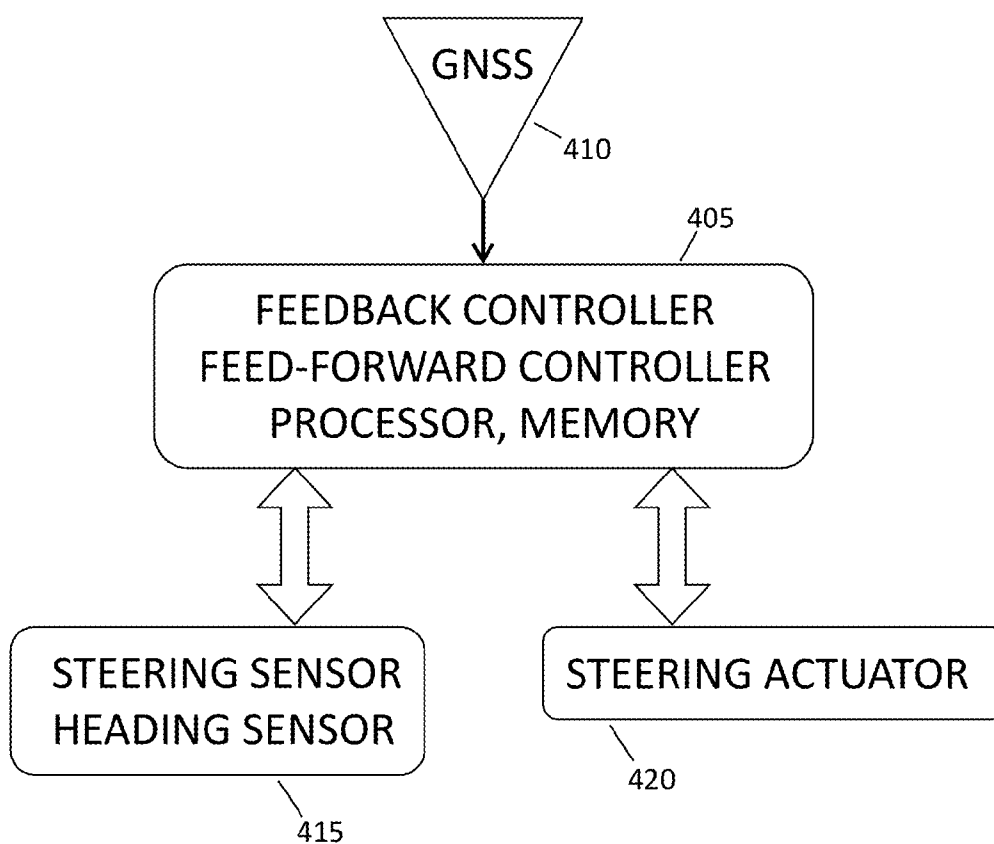 GNSS
410
405
FEEDBACK CONTROLLER
FEED-FORWARD CONTROLLER
PROCESSOR, MEMORY
STEERING SENSOR
HEADING SENSOR
415
STEERING ACTUATOR
420